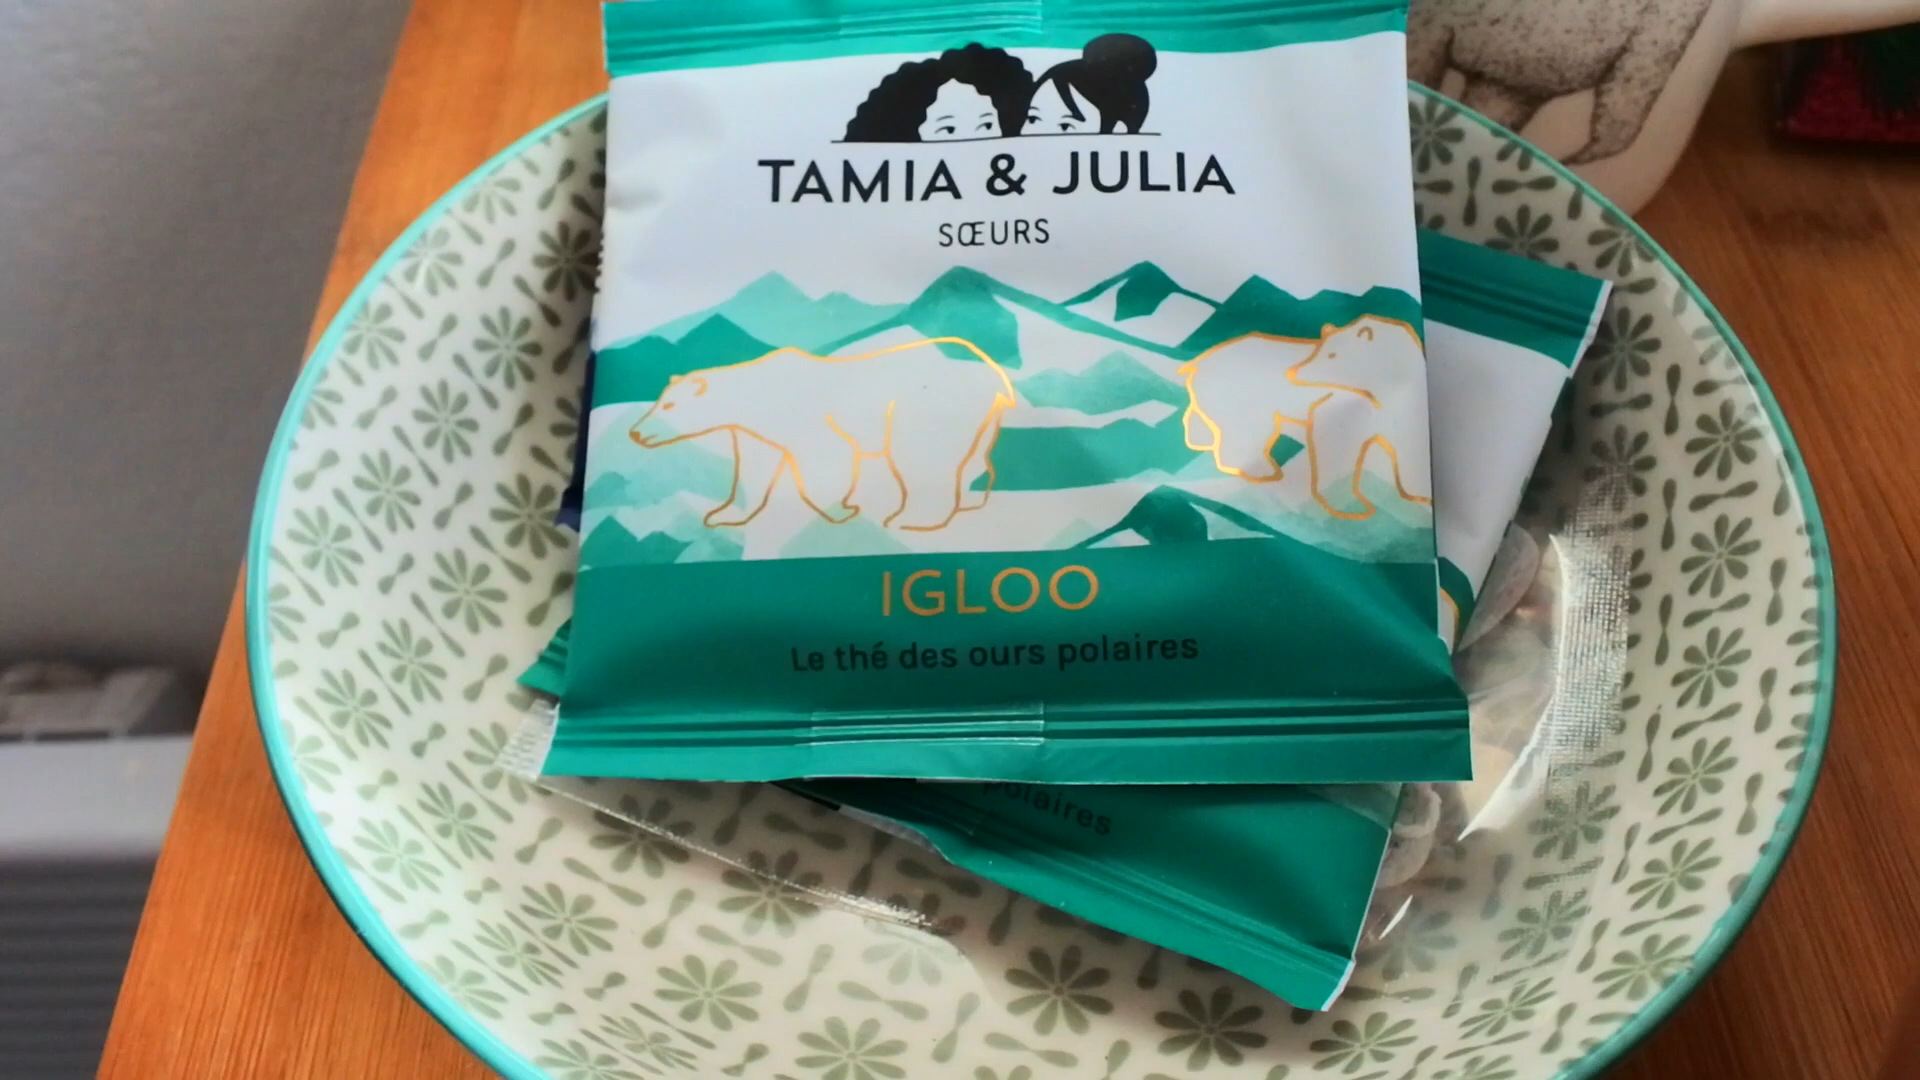 TAMIA & JULIA
SŒURS
IGLOO
Le thé des ours polaires
polaires